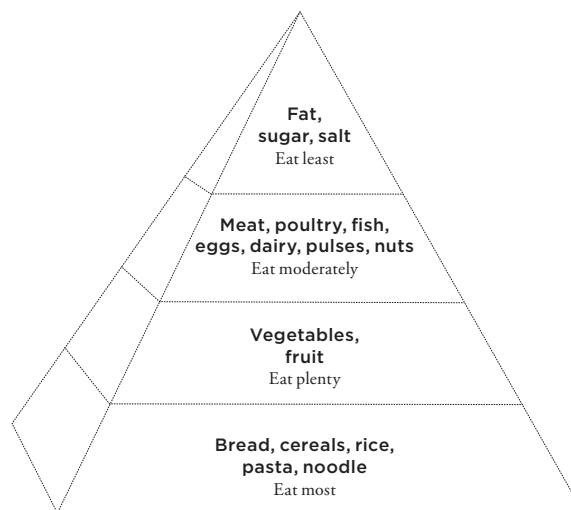 Fat,
sugar, salt
Eat least
Meat, poultry, fish,
eggs, dairy, pulses, nuts
Eat moderately
Vegetables,
fruit
Eat plenty
Bread, cereals, rice,
pasta, noodle
Eat most